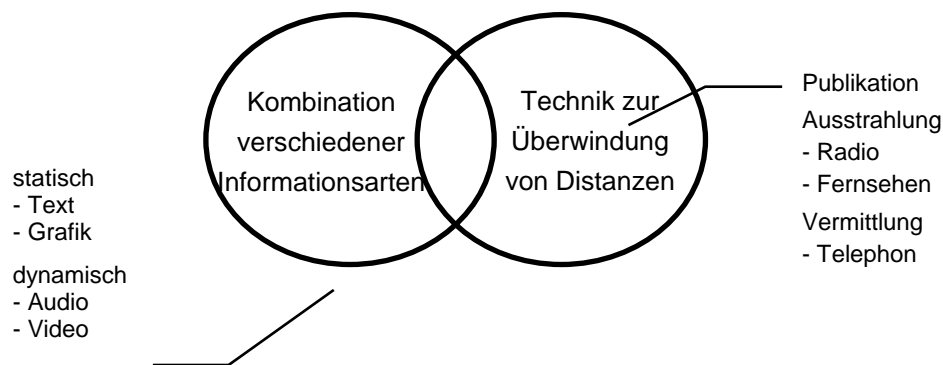 Kombination
verschiedener
Informationsarten
Technik zur
Überwindung
von Distanzen
Publikation
Ausstrahlung
- Radio
- Fernsehen
Vermittlung
- Telephon
statisch
- Text
- Grafik
dynamisch
- Audio
- Video